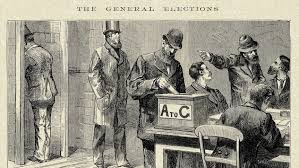 THE GENERAL ELECTIONS
A TO C